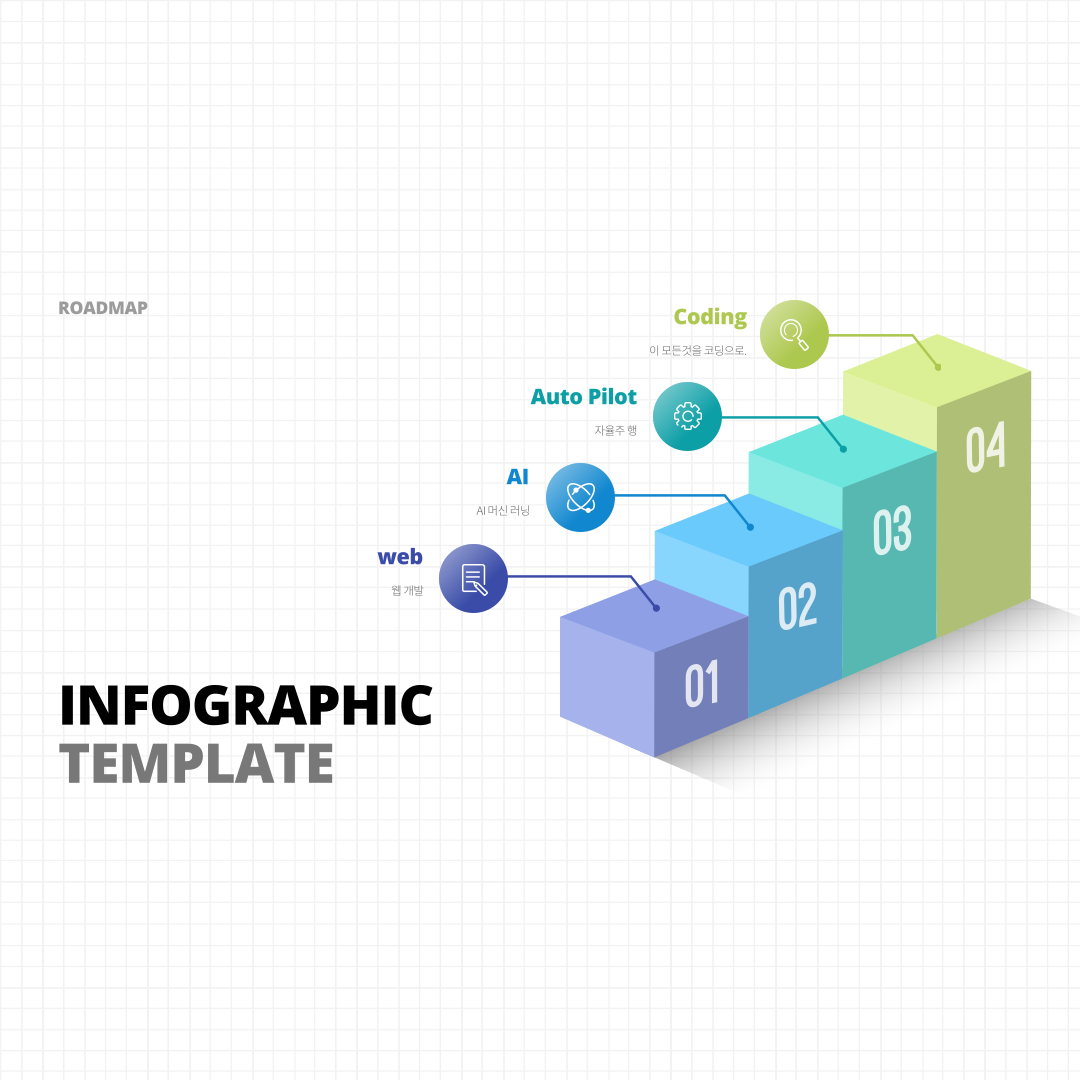 ROADMAP
Coding
이 모든것을 코딩으로.
Auto Pilot
자율주 행
AI
AI 머신 러닝
web
웹 개발
04
03
02
01
INFOGRAPHIC
TEMPLATE